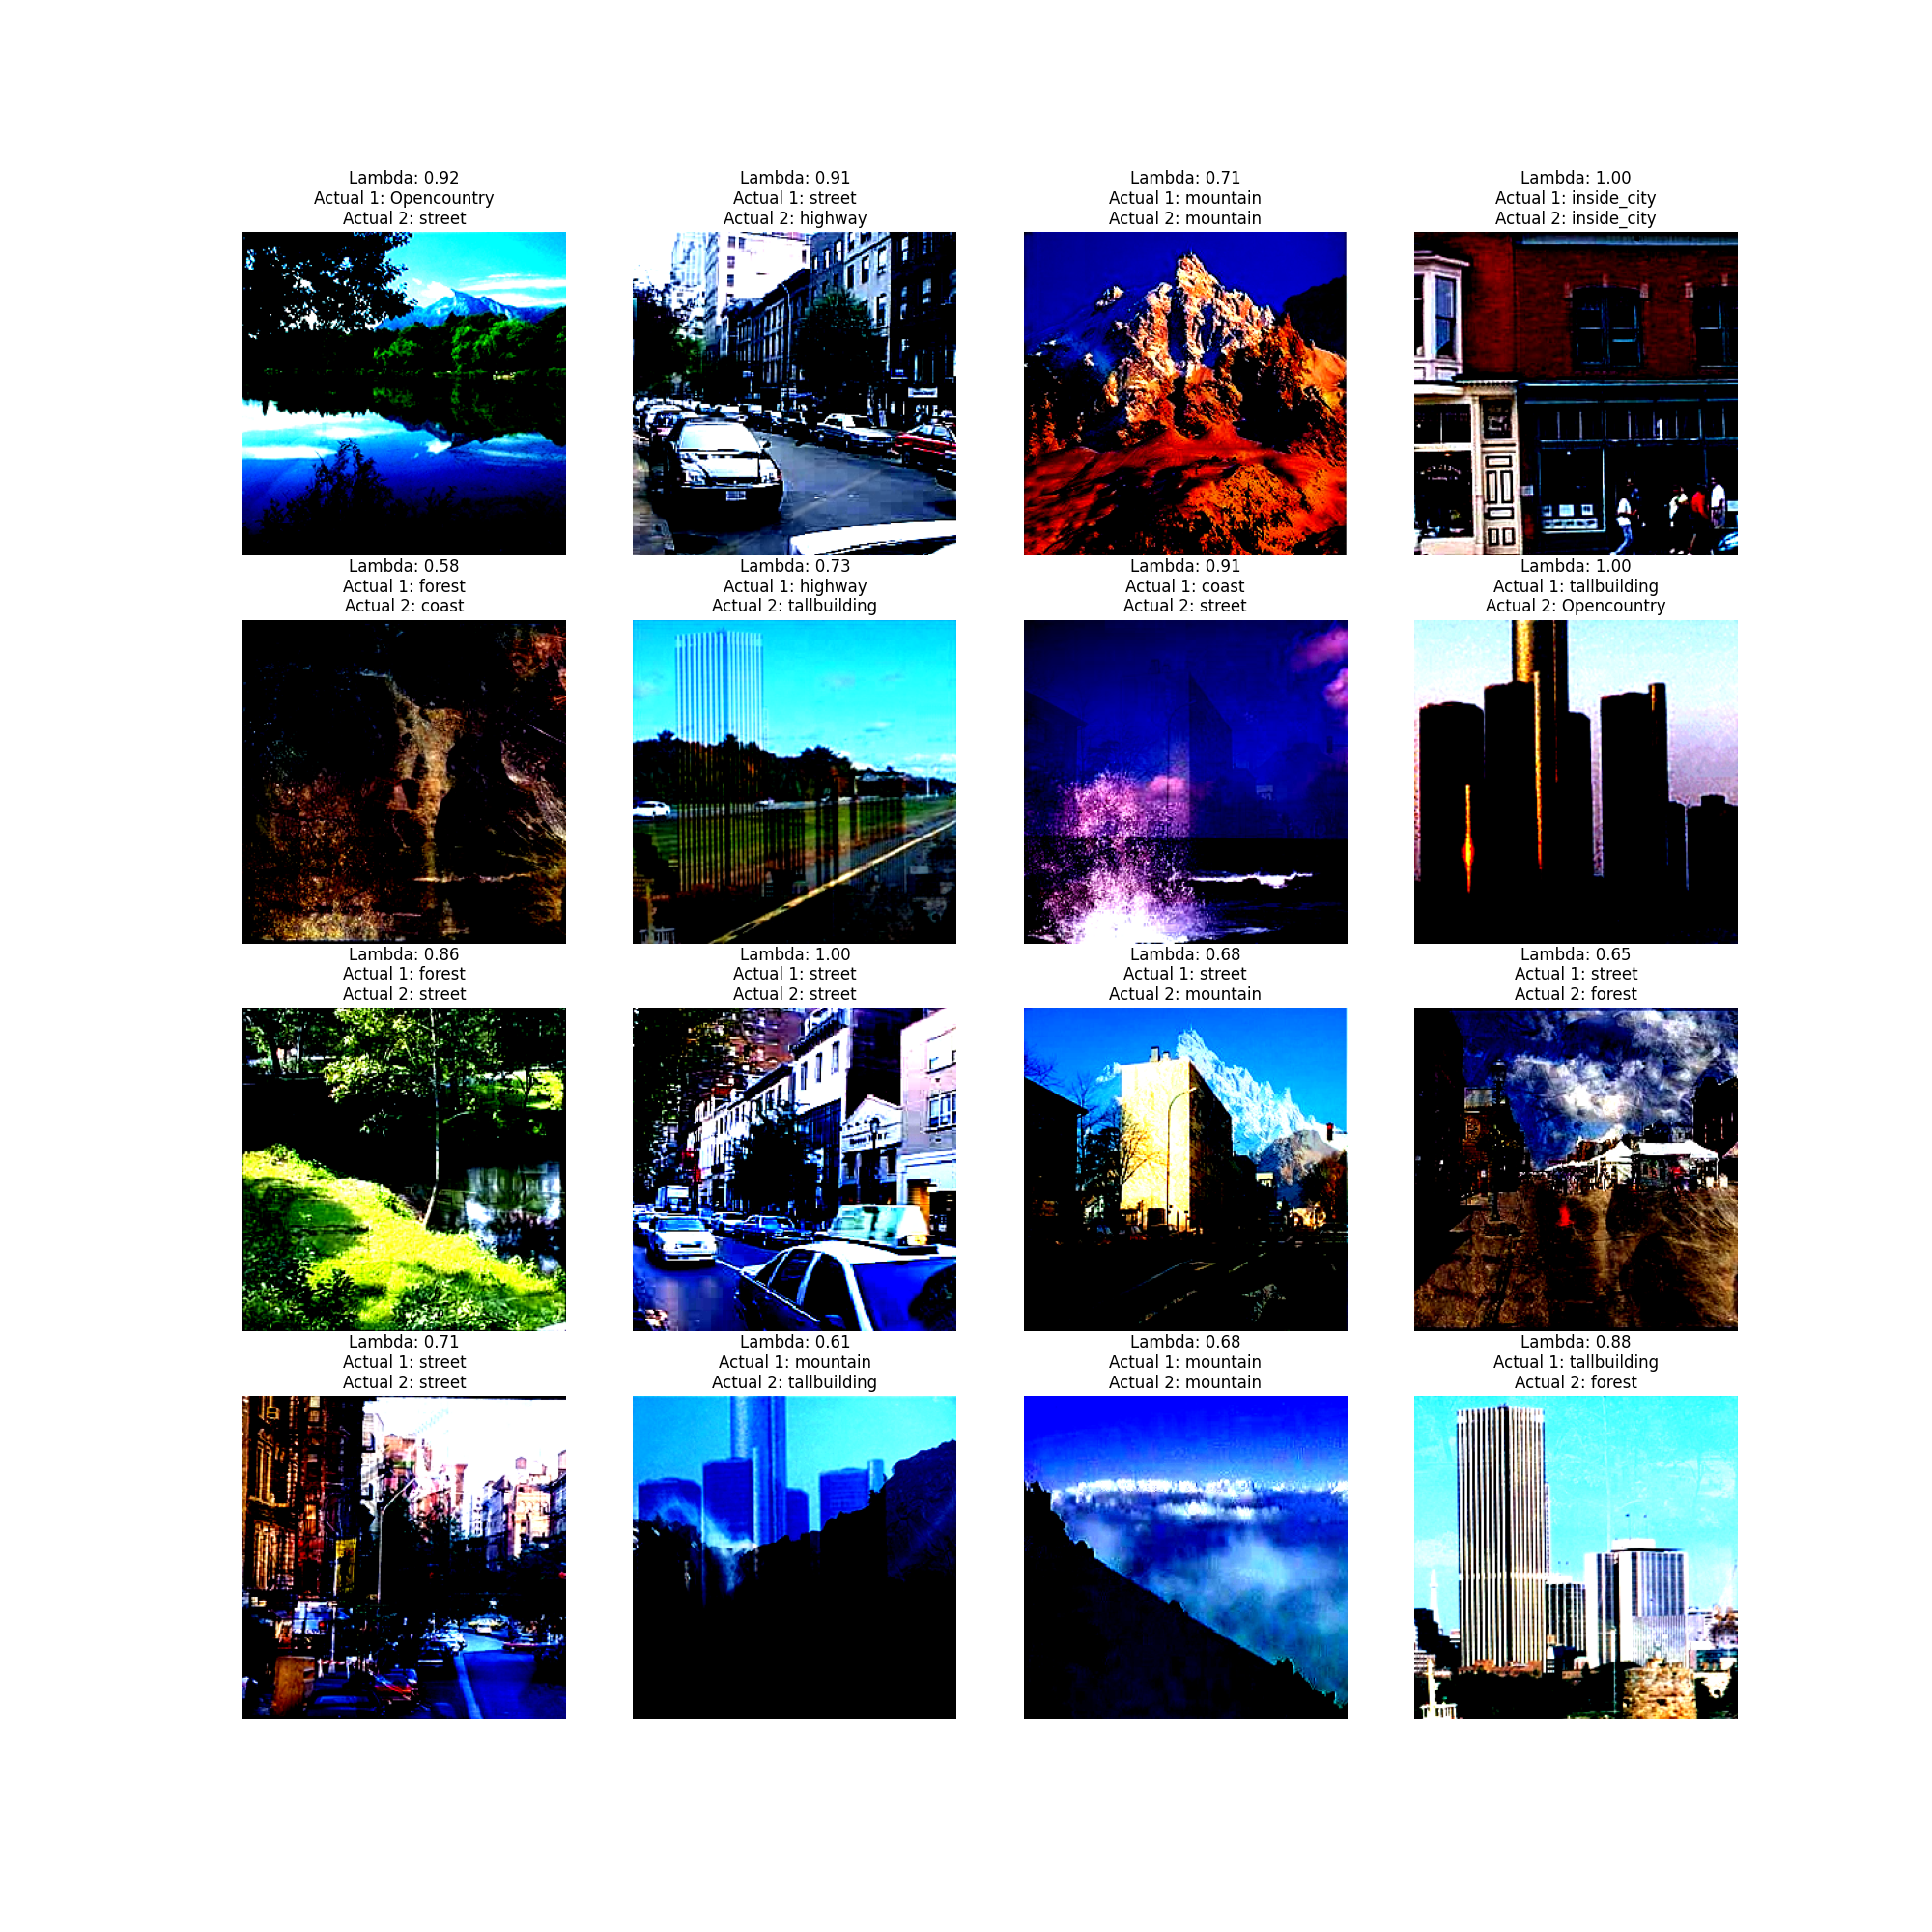 Lambda: 0.92
Actual 1: Opencountry
Actual 2: street
Lambda: 0.91
Actual 1: street
Actual 2: highway
Lambda: 0.71
Actual 1: mountain
Actual 2: mountain
Lambda: 1.00
Actual 1: inside_city
Actual 2: inside_city
Lambda: 0.58
Actual 1: forest
Actual 2: coast
Lambda: 0.73
Actual 1: highway
Actual 2: tallbuilding
Lambda: 0.91
Actual 1: coast
Actual 2: street
Lambda: 1.00
Actual 1: tallbuilding
Actual 2: Opencountry
Lambda: 0.86
Actual 1: forest
Actual 2: street
Lambda: 1.00
Actual 1: street
Actual 2: street
Lambda: 0.68
Actual 1: street
Actual 2: mountain
Lambda: 0.65
Actual 1: street
Actual 2: forest
Lambda: 0.71
Actual 1: street
Actual 2: street
Lambda: 0.61
Actual 1: mountain
Actual 2: tallbuilding
Lambda: 0.68
Actual 1: mountain
Actual 2: mountain
Lambda: 0.88
Actual 1: tallbuilding
Actual 2: forest